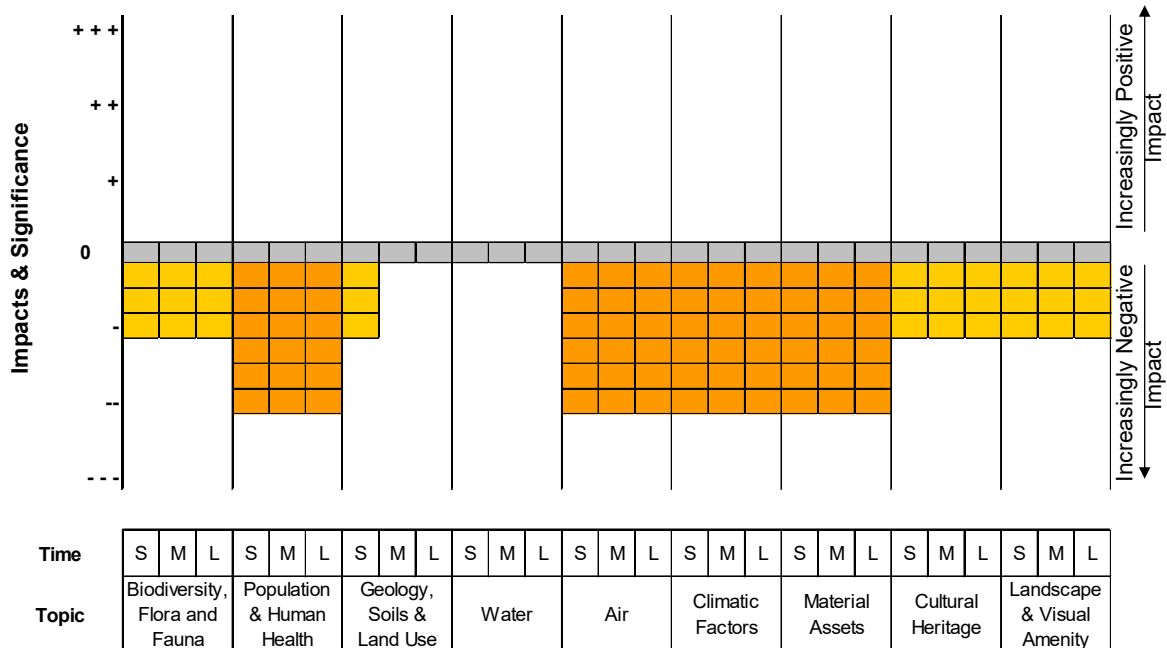 Impacts & Significance
+ + +
+ +
+
0
-
--
- - -
Increasingly Positive
Impact
Increasingly Negative
Impact
Time S M L S M L S M L S M L S M L S M L S M L S M L S M L
Topic
Biodiversity,
Flora and
Fauna
Population
& Human
Health
Geology,
Soils &
Land Use
Water
Air
Climatic
Factors
Material
Assets
Cultural
Heritage
Landscape
& Visual
Amenity